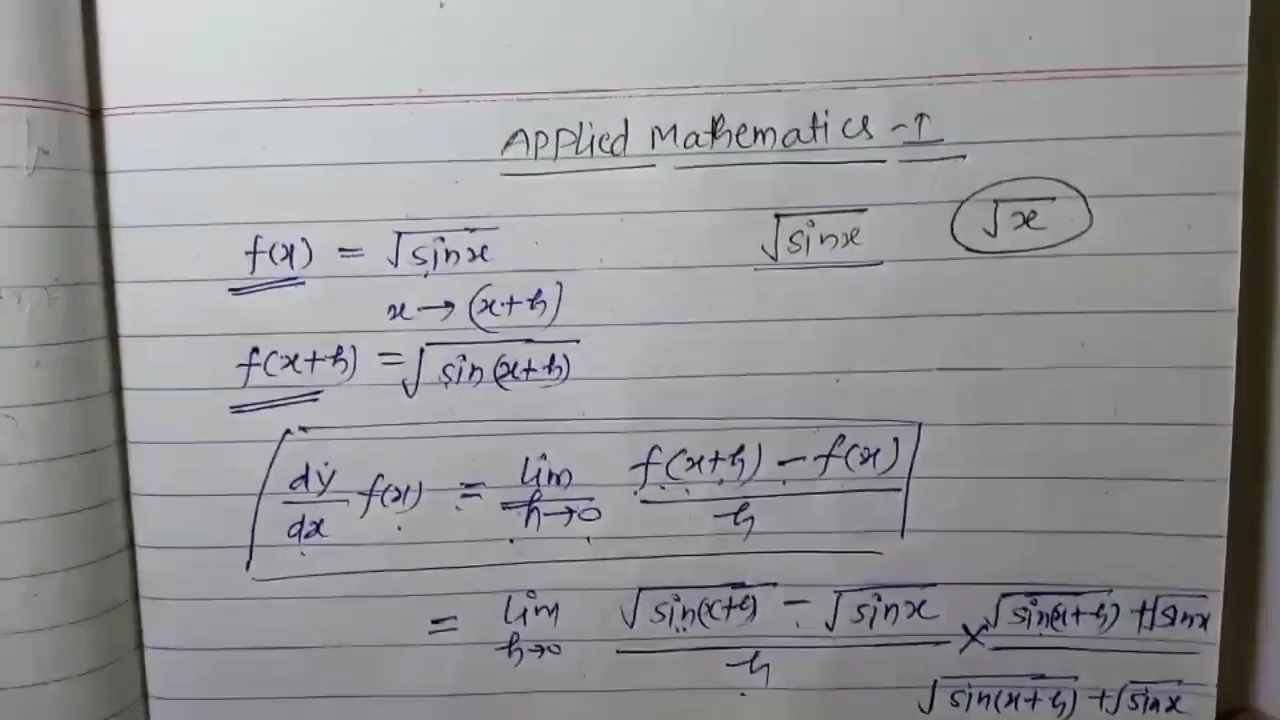 Applied Mathematics - I
f(x) = √sinx √sinx √x
x → (x+h)
f(x+h) = √sin(x+h)
dy/dx f(x) = lim h→0 f(x+h) - f(x) / h
= lim h→0 √sin(x+h) - √sinx / h × √sin(x+h) + √sinx / √sin(x+h) + √sinx